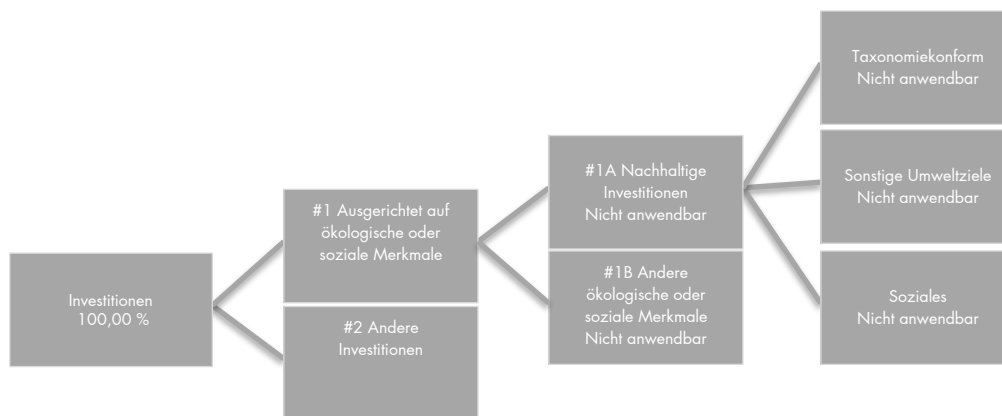 Investitionen
100,00 %
#1 Ausgerichtet auf
ökologische oder
soziale Merkmale
#2 Andere
Investitionen
#1A Nachhaltige
Investitionen
Nicht anwendbar
#1B Andere
ökologische oder
soziale Merkmale
Nicht anwendbar
Taxonomiekonform
Nicht anwendbar
Sonstige Umweltziele
Nicht anwendbar
Soziales
Nicht anwendbar